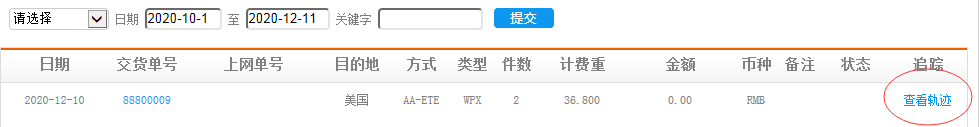 请选择 日期 2020-10-1 至 2020-12-11 关键字 提交
日期 交货单号 上网单号 目的地 方式 类型 件数 计费重 金额 币种 备注 状态 追踪
2020-12-10 88800009 美国 AA-ETE WPX 2 36.800 0.00 RMB 查看轨迹